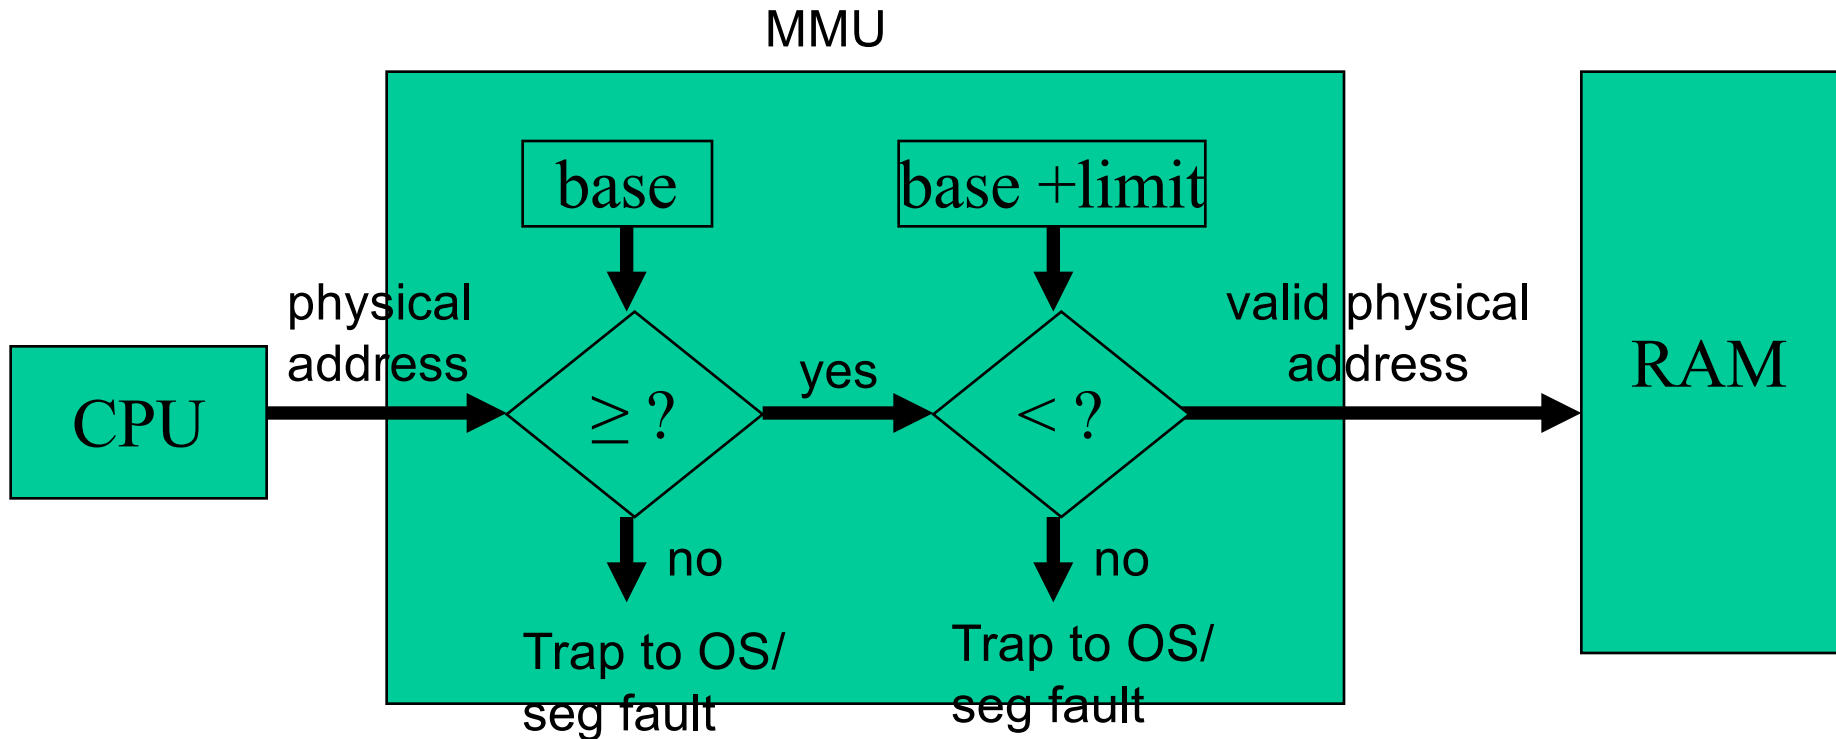 MMU
base
base +limit
physical
address
valid physical
address
CPU
≥ ?
yes
< ?
RAM
no
no
Trap to OS/
seg fault
Trap to OS/
seg fault